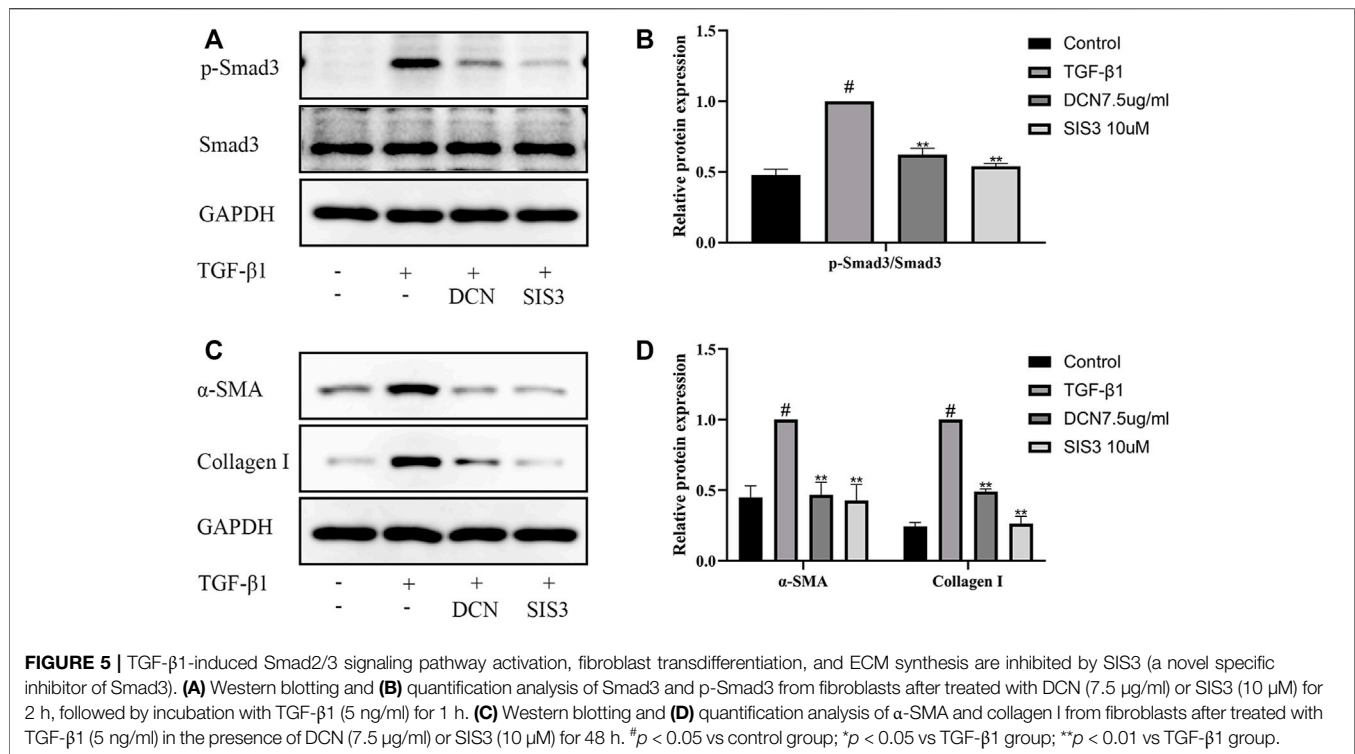 A
p-Smad3
Smad3
GAPDH
TGF-β1 - + + +
- - DCN SIS3
B
Relative protein expression
1.5
1.0
0.5
0.0
#
**
**
p-Smad3/Smad3
Control
TGF-β1
DCN7.5ug/ml
SIS3 10uM
C
α-SMA
Collagen I
GAPDH
TGF-β1 - + + +
- - DCN SIS3
D
Relative protein expression
1.5
1.0
0.5
0.0
# #
** ** ** **
α-SMA Collagen I
Control
TGF-β1
DCN7.5ug/ml
SIS3 10uM
FIGURE 5 | TGF-β1-induced Smad2/3 signaling pathway activation, fibroblast transdifferentiation, and ECM synthesis are inhibited by SIS3 (a novel specific
inhibitor of Smad3). (A) Western blotting and (B) quantification analysis of Smad3 and p-Smad3 from fibroblasts after treated with DCN (7.5 μg/ml) or SIS3 (10 μM) for
2 h, followed by incubation with TGF-β1 (5 ng/ml) for 1 h. (C) Western blotting and (D) quantification analysis of α-SMA and collagen I from fibroblasts after treated with
TGF-β1 (5 ng/ml) in the presence of DCN (7.5 μg/ml) or SIS3 (10 μM) for 48 h. #p < 0.05 vs control group; *p < 0.05 vs TGF-β1 group; **p < 0.01 vs TGF-β1 group.